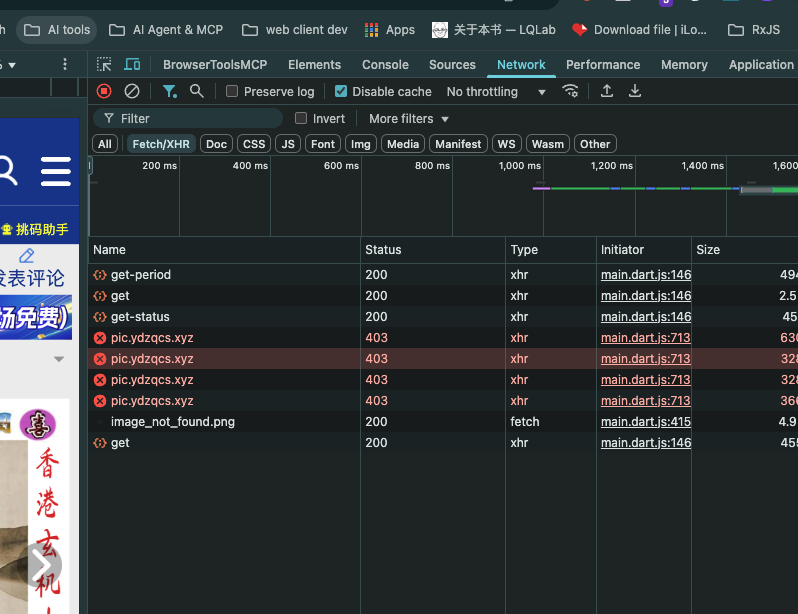 AI tools
AI Agent & MCP
web client dev
Apps
关于本书 — LQLab
Download file | iLo...
RxJS
BrowserToolsMCP
Elements
Console
Sources
Network
Performance
Memory
Application
Preserve log
Disable cache
No throttling
Filter
Invert
More filters
All
Fetch/XHR
Doc
CSS
JS
Font
Img
Media
Manifest
WS
Wasm
Other
200 ms
400 ms
600 ms
800 ms
1,000 ms
1,200 ms
1,400 ms
1,600
Name Status Type Initiator Size
get-period 200 xhr main.dart.js:146 494
get 200 xhr main.dart.js:146 2.5
get-status 200 xhr main.dart.js:146 45
pic.ydzqcs.xyz 403 xhr main.dart.js:713 630
pic.ydzqcs.xyz 403 xhr main.dart.js:713 328
pic.ydzqcs.xyz 403 xhr main.dart.js:713 328
pic.ydzqcs.xyz 403 xhr main.dart.js:713 366
image_not_found.png 200 fetch main.dart.js:415 4.9
get 200 xhr main.dart.js:146 455
挑码助手
发表评论
场免费)
喜
香港玄机